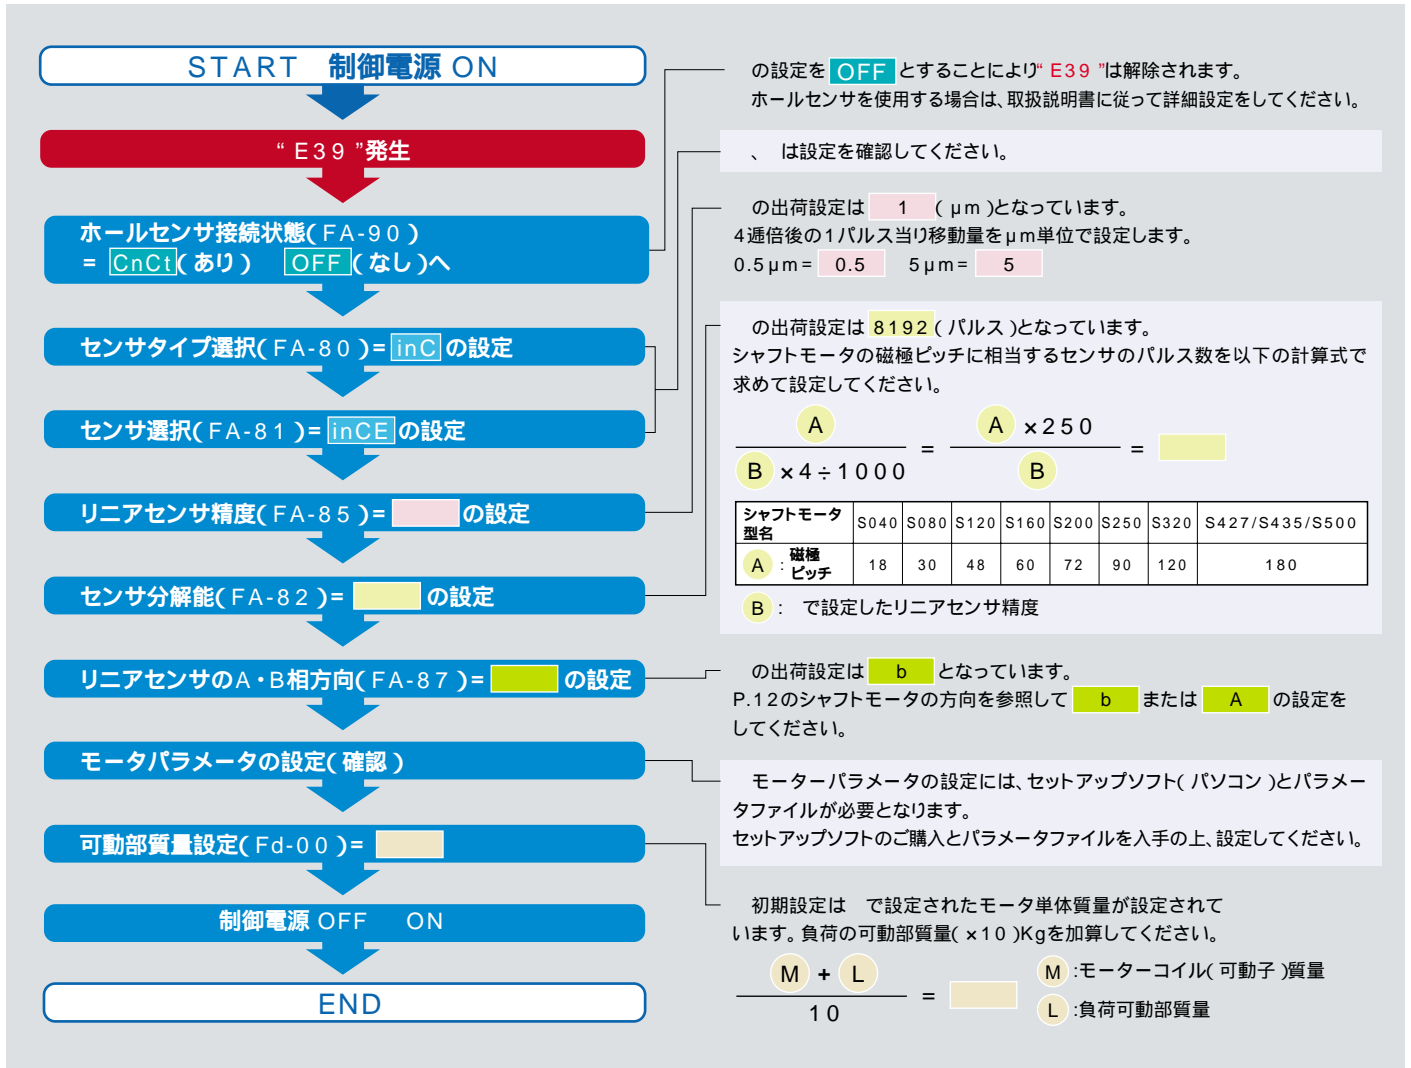 START 制御電源 ON
“E39”発生
ホールセンサ接続状態(FA-90)
= CnCt(あり) OFF(なし)へ
センサタイプ選択(FA-80)= inC の設定
センサ選択(FA-81)= inCE の設定
リニアセンサ精度(FA-85)= の設定
センサ分解能(FA-82)= の設定
リニアセンサのA・B相方向(FA-87)= の設定
モータパラメータの設定(確認)
可動部質量設定(Fd-00)=
制御電源 OFF ON
END
の設定を OFF とすることにより“E39”は解除されます。
ホールセンサを使用する場合は、取扱説明書に従って詳細設定をしてください。
、 は設定を確認してください。
の出荷設定は 1 (μm)となっています。
4逓倍後の1パルス当り移動量をμm単位で設定します。
0.5μm= 0.5 5μm= 5
の出荷設定は 8192 (パルス)となっています。
シャフトモータの磁極ピッチに相当するセンサのパルス数を以下の計算式で
求めて設定してください。
A A ×250
= =
B ×4÷1000 B
シャフトモータ型名 S040 S080 S120 S160 S200 S250 S320 S427/S435/S500
A : 磁極ピッチ 18 30 48 60 72 90 120 180
B : で設定したリニアセンサ精度
の出荷設定は b となっています。
P.12のシャフトモータの方向を参照して b または A の設定を
してください。
モーターパラメータの設定には、セットアップソフト(パソコン)とパラメー
タファイルが必要となります。
セットアップソフトのご購入とパラメータファイルを入手の上、設定してください。
初期設定は で設定されたモータ単体質量が設定されて
います。負荷の可動部質量(×10)Kgを加算してください。
M + L
=
10
M :モーターコイル(可動子)質量
L :負荷可動部質量